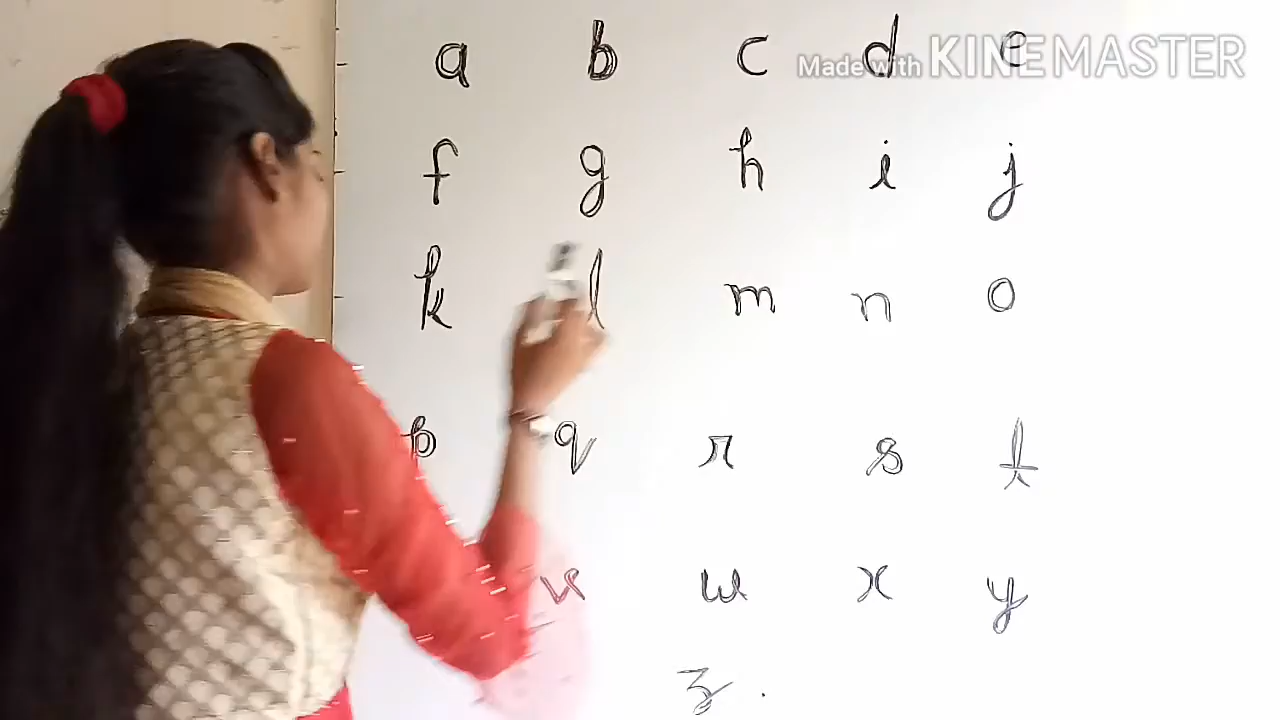 a b c d e
Made with KINEMASTER
f g h i j
k l m n o
p q r s t
v w x y
z .